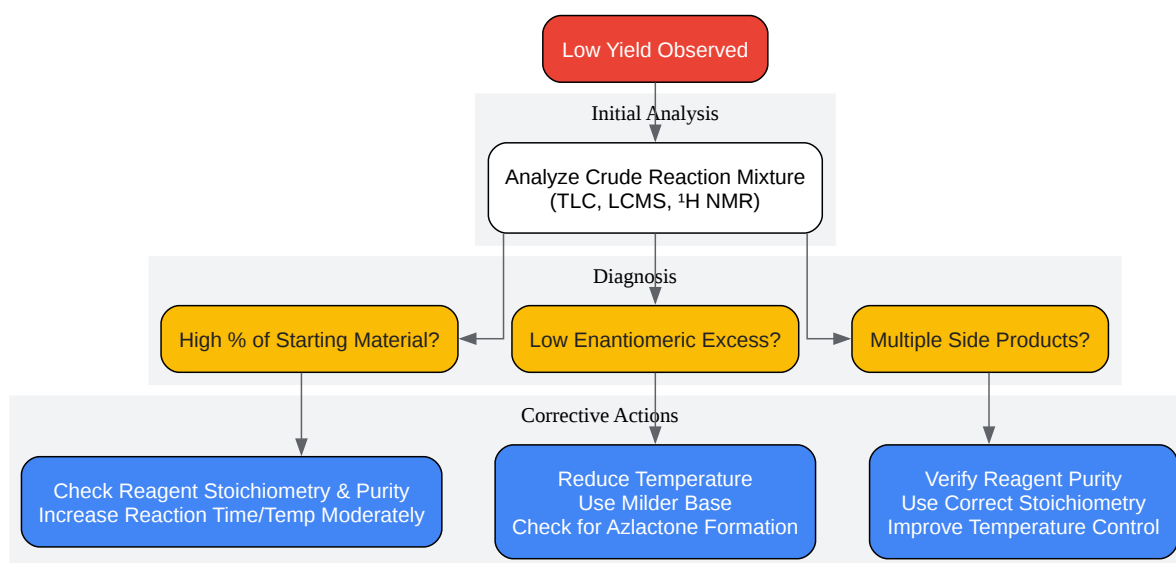 Low Yield Observed
Initial Analysis
Analyze Crude Reaction Mixture
(TLC, LCMS, ¹H NMR)
Diagnosis
High % of Starting Material?
Low Enantiomeric Excess?
Multiple Side Products?
Corrective Actions
Check Reagent Stoichiometry & Purity
Increase Reaction Time/Temp Moderately
Reduce Temperature
Use Milder Base
Check for Azlactone Formation
Verify Reagent Purity
Use Correct Stoichiometry
Improve Temperature Control